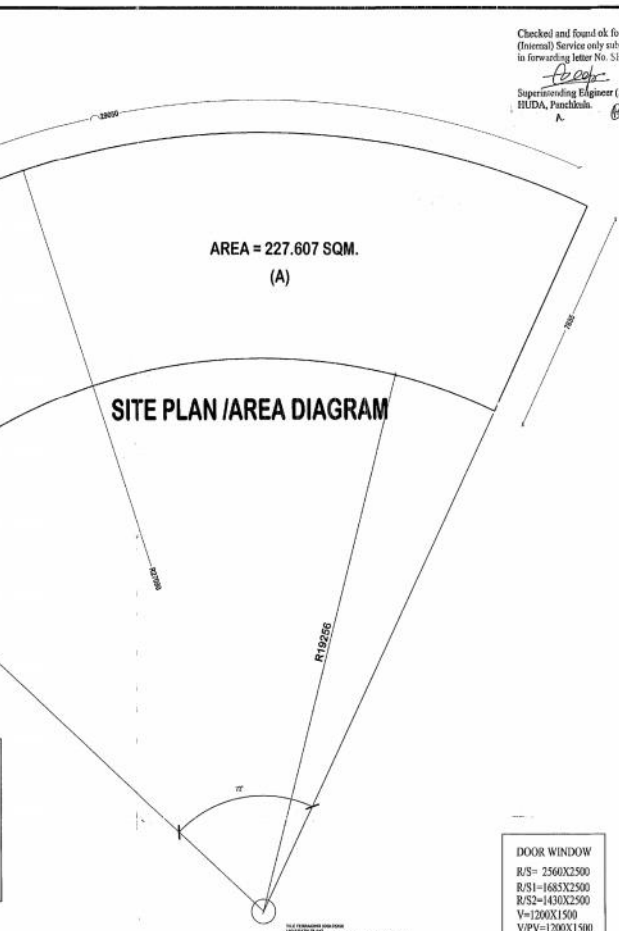 Checked and found ok fo
(Internal) Service only sub
in forwarding letter No. S
Superintending Engineer (
HUDA, Panchkula.
AREA = 227.607 SQM.
(A)
SITE PLAN /AREA DIAGRAM
R19256
DOOR WINDOW
R/S= 2560X2500
R/S1=1685X2500
R/S2=1430X2500
V=1200X1500
V/PV=1200X1500